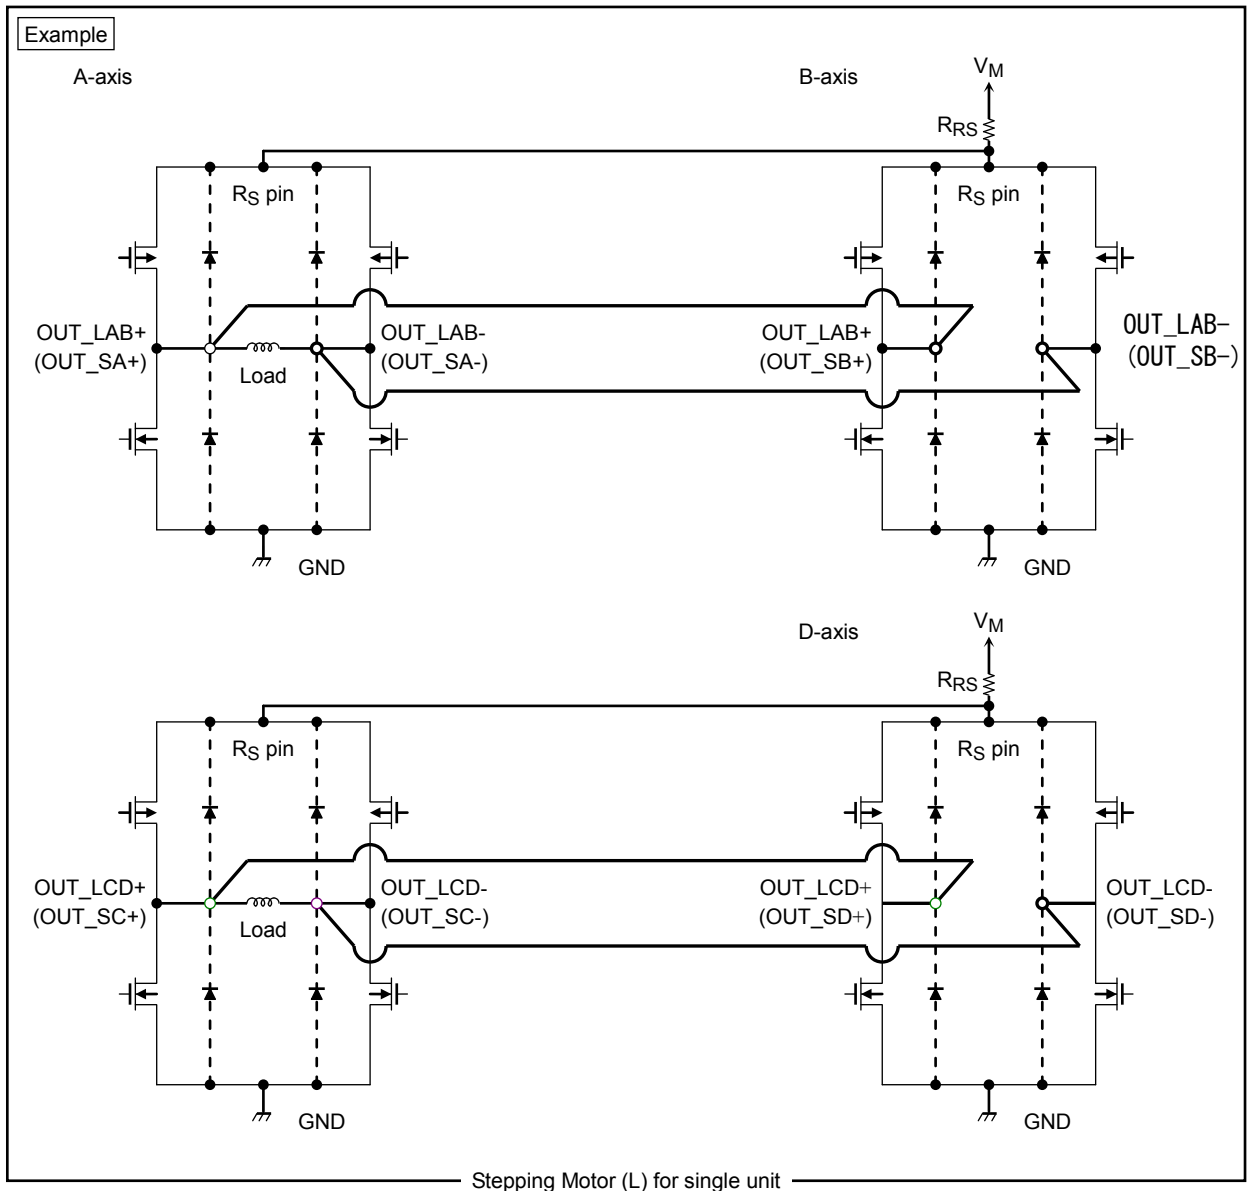 Example
A-axis
B-axis
VM
RRS
RS pin
RS pin
OUT_LAB+
(OUT_SA+)
Load
OUT_LAB-
(OUT_SA-)
OUT_LAB+
(OUT_SB+)
OUT_LAB-
(OUT_SB-)
GND
GND
D-axis
VM
RRS
RS pin
RS pin
OUT_LCD+
(OUT_SC+)
Load
OUT_LCD-
(OUT_SC-)
OUT_LCD+
(OUT_SD+)
OUT_LCD-
(OUT_SD-)
GND
GND
Stepping Motor (L) for single unit